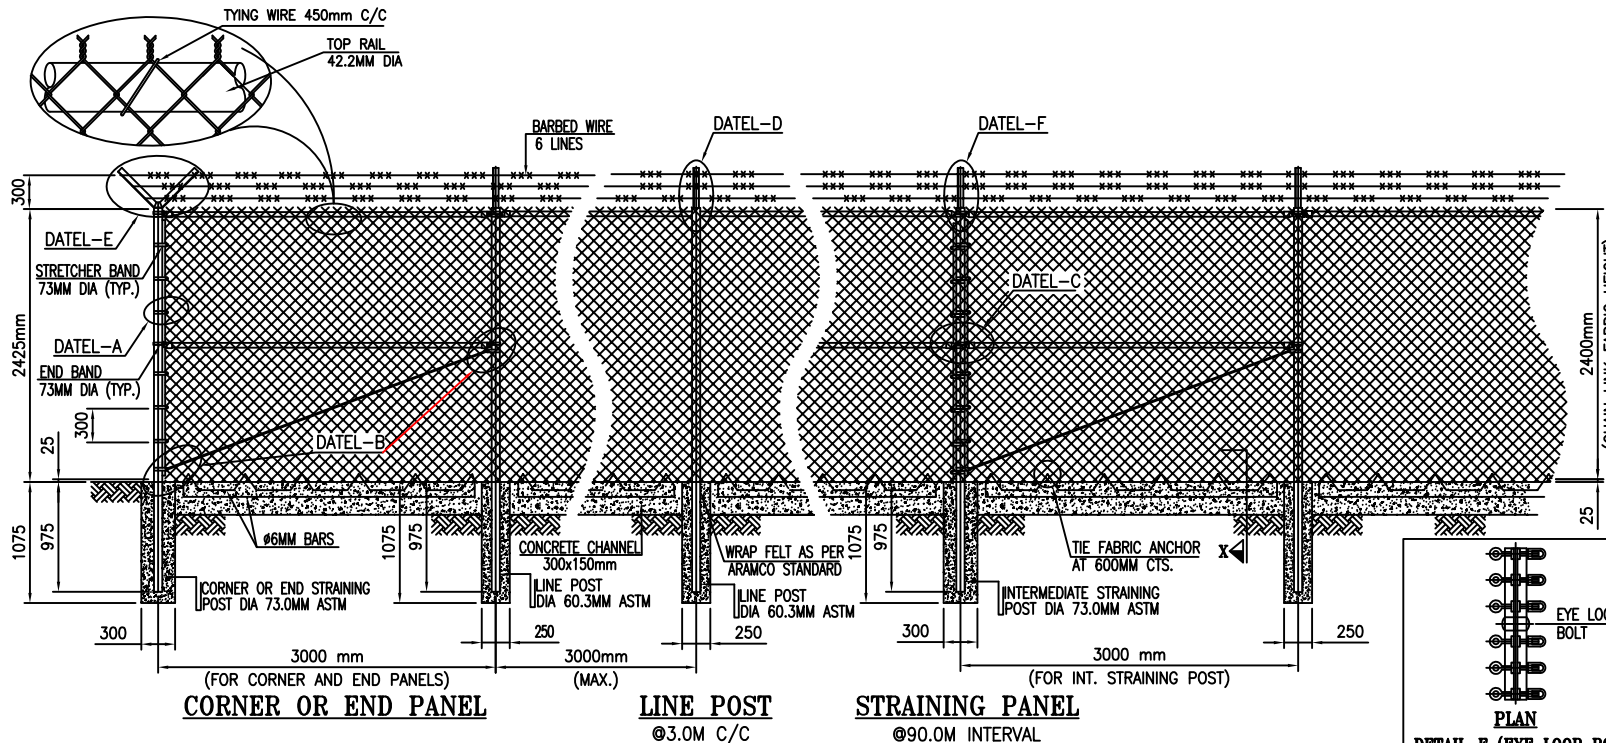 TYING WIRE 450mm C/C
TOP RAIL
42.2MM DIA
BARBED WIRE
6 LINES
DATEL-D
DATEL-F
300
DATEL-E
STRETCHER BAND
73MM DIA (TYP.)
DATEL-C
2425mm
DATEL-A
END BAND
73MM DIA (TYP.)
2400mm
300
DATEL-B
25
25
1075
975
ø6MM BARS
1075
975
CONCRETE CHANNEL
300x150mm
WRAP FELT AS PER
ARAMCO STANDARD
1075
975
TIE FABRIC ANCHOR
AT 600MM CTS.
X
CORNER OR END STRAINING
POST DIA 73.0MM ASTM
LINE POST
DIA 60.3MM ASTM
LINE POST
DIA 60.3MM ASTM
INTERMEDIATE STRAINING
POST DIA 73.0MM ASTM
EYE
BOLT
300
250
250
300
250
3000 mm
(FOR CORNER AND END PANELS)
3000mm
(MAX.)
3000 mm
(FOR INT. STRAINING POST)
CORNER OR END PANEL
LINE POST
@3.0M C/C
STRAINING PANEL
@90.0M INTERVAL
PLAN